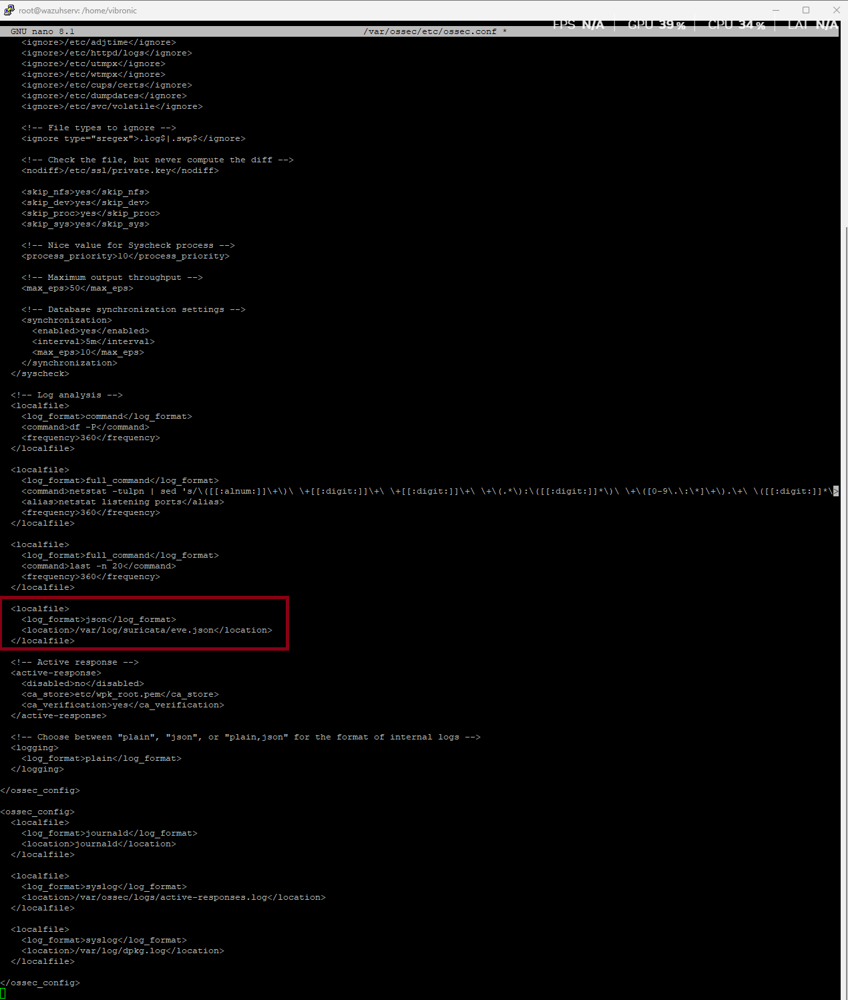 root@wazuhserv: /home/vibronic
FPS N/A GPU 39 % CPU 34 % LAT N/A
GNU nano 8.1 /var/ossec/etc/ossec.conf *
<ignore>/etc/adjtime</ignore>
<ignore>/etc/httpd/logs</ignore>
<ignore>/etc/utmpx</ignore>
<ignore>/etc/wtmpx</ignore>
<ignore>/etc/cups/certs</ignore>
<ignore>/etc/dumpdates</ignore>
<ignore>/etc/svc/volatile</ignore>
<!-- File types to ignore -->
<ignore type="sregex">.log$|.swp$</ignore>
<!-- Check the file, but never compute the diff -->
<nodiff>/etc/ssl/private.key</nodiff>
<skip_nfs>yes</skip_nfs>
<skip_dev>yes</skip_dev>
<skip_proc>yes</skip_proc>
<skip_sys>yes</skip_sys>
<!-- Nice value for Syscheck process -->
<process_priority>10</process_priority>
<!-- Maximum output throughput -->
<max_eps>50</max_eps>
<!-- Database synchronization settings -->
<synchronization>
<enabled>yes</enabled>
<interval>5m</interval>
<max_eps>10</max_eps>
</synchronization>
</syscheck>
<!-- Log analysis -->
<localfile>
<log_format>command</log_format>
<command>df -P</command>
<frequency>360</frequency>
</localfile>
<localfile>
<log_format>full_command</log_format>
<command>netstat -tulpn | sed 's/\([[:alnum:]]\+\)\ \+[[:digit:]]\+\ \+[[:digit:]]\+\ \+\(.*\):\([[:digit:]]*\)\ \+\([0-9\.\:\*]\+\).\+\ \([[:digit:]]*\>
<alias>netstat listening ports</alias>
<frequency>360</frequency>
</localfile>
<localfile>
<log_format>full_command</log_format>
<command>last -n 20</command>
<frequency>360</frequency>
</localfile>
<localfile>
<log_format>json</log_format>
<location>/var/log/suricata/eve.json</location>
</localfile>
<!-- Active response -->
<active-response>
<disabled>no</disabled>
<ca_store>etc/wpk_root.pem</ca_store>
<ca_verification>yes</ca_verification>
</active-response>
<!-- Choose between "plain", "json", or "plain,json" for the format of internal logs -->
<logging>
<log_format>plain</log_format>
</logging>
</ossec_config>
<ossec_config>
<localfile>
<log_format>journald</log_format>
<location>journald</location>
</localfile>
<localfile>
<log_format>syslog</log_format>
<location>/var/ossec/logs/active-responses.log</location>
</localfile>
<localfile>
<log_format>syslog</log_format>
<location>/var/log/dpkg.log</location>
</localfile>
</ossec_config>